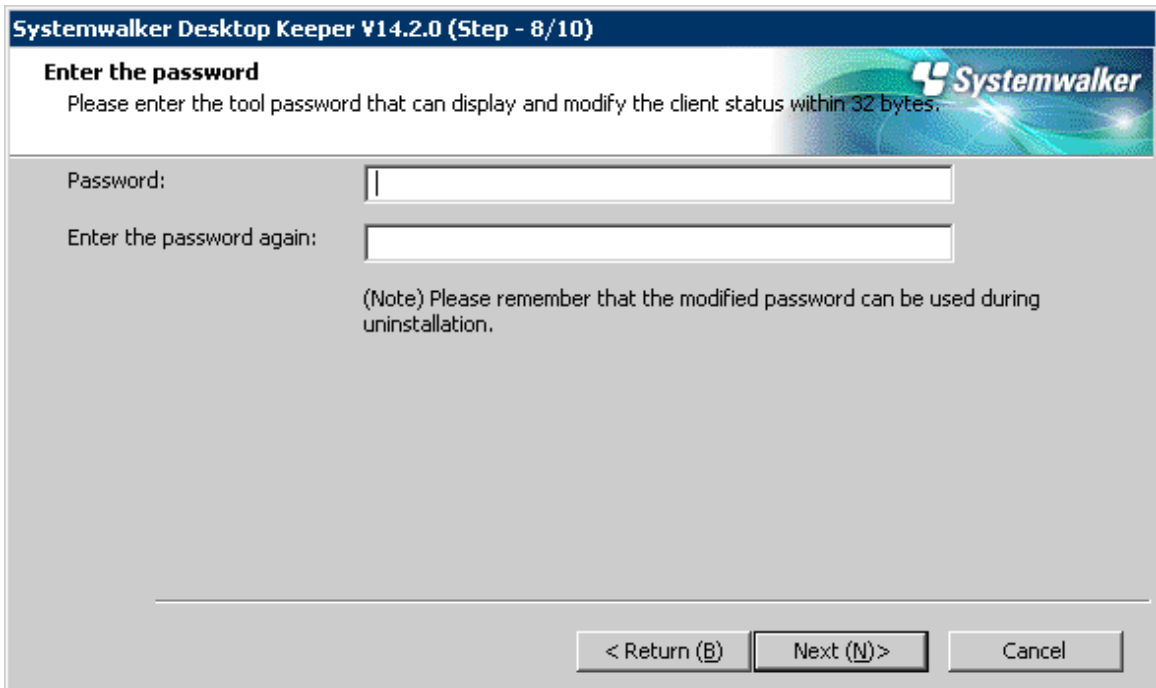 Systemwalker Desktop Keeper V14.2.0 (Step - 8/10)
Enter the password
Systemwalker
Please enter the tool password that can display and modify the client status within 32 bytes.
Password:
Enter the password again:
(Note) Please remember that the modified password can be used during
uninstallation.
< Return (B)
Next (N)>
Cancel